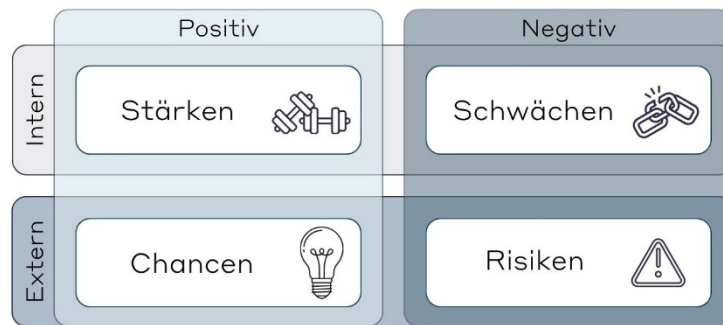 Positiv
Negativ
Intern
Stärken
Schwächen
Extern
Chancen
Risiken